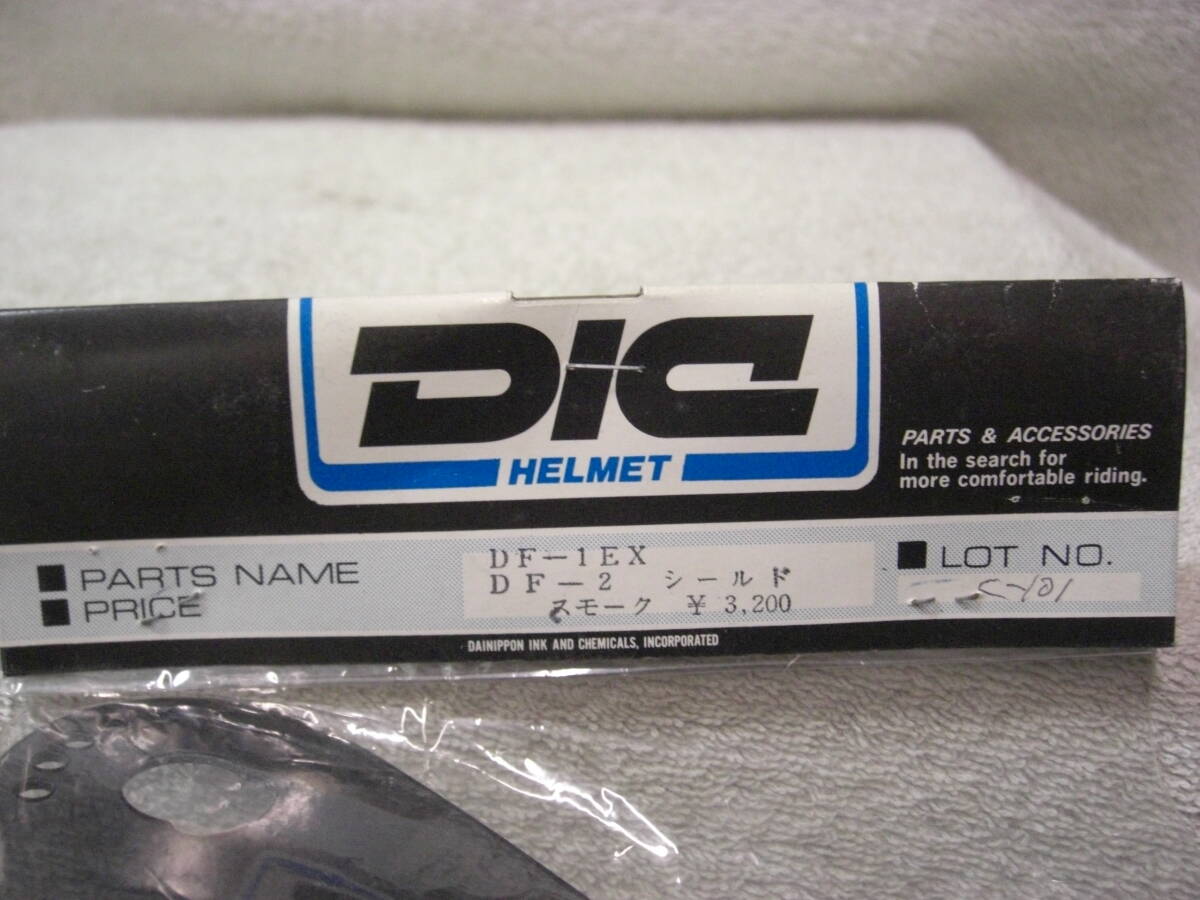 DIC
HELMET
PARTS & ACCESSORIES
In the search for
more comfortable riding.
■ PARTS NAME
■ PRICE
DF-1EX
DF-2 シールド
スモーク ¥ 3,200
■ LOT NO.
DAINIPPON INK AND CHEMICALS, INCORPORATED